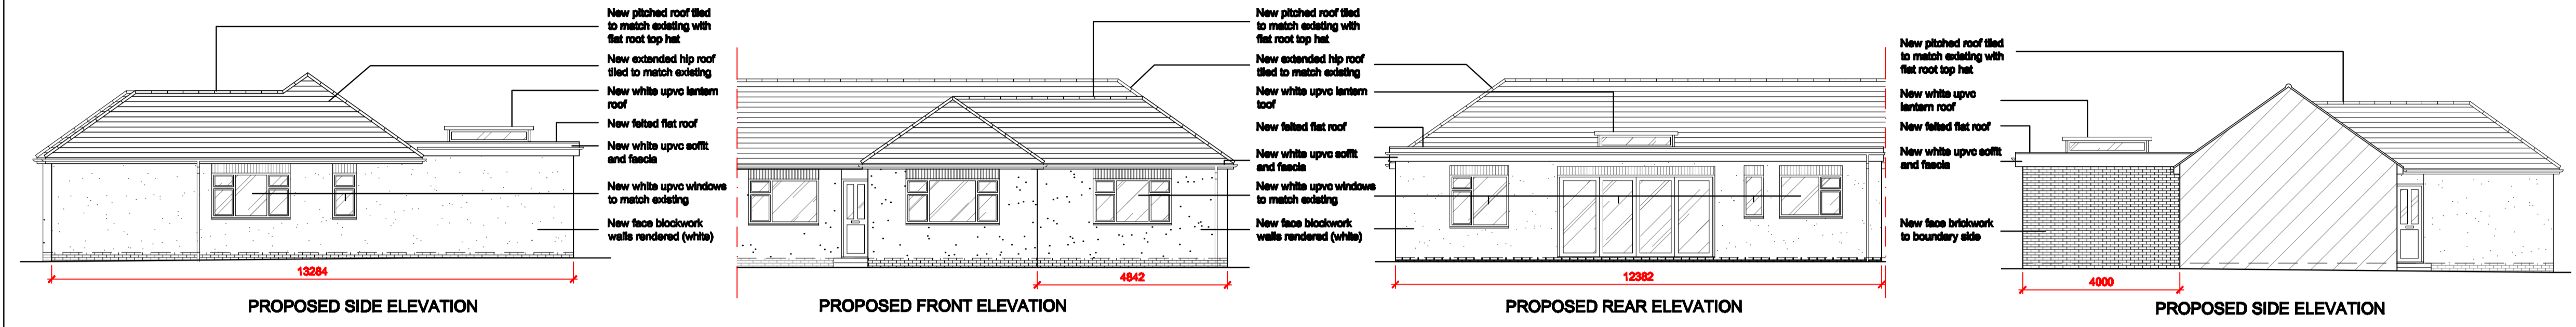 New pitched roof tiled
to match existing with
flat root top hat
New extended hip roof
tiled to match existing
New white upvc lantern
roof
New felted flat roof
New white upvc soffit
and fascia
New white upvc windows
to match existing
New face blockwork
walls rendered (white)
13284
PROPOSED SIDE ELEVATION
New pitched roof tiled
to match existing with
flat root top hat
New extended hip roof
tiled to match existing
New white upvc lantern
toof
New felted flat roof
New white upvc soffit
and fascia
New white upvc windows
to match existing
New face blockwork
walls rendered (white)
4842
PROPOSED FRONT ELEVATION
12382
PROPOSED REAR ELEVATION
New pitched roof tiled
to match existing with
flat root top hat
New white upvc
lantern roof
New felted flat roof
New white upvc soffit
and fascia
New face brickwork
to boundary side
4000
PROPOSED SIDE ELEVATION